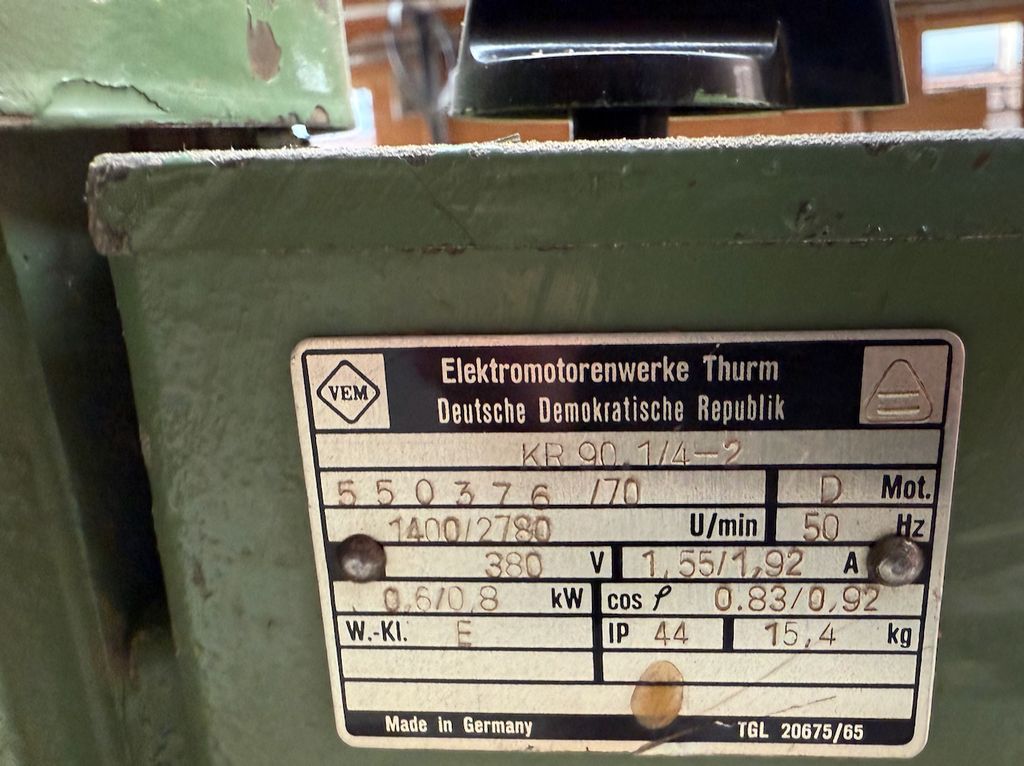 VEM
Elektromotorenwerke Thurm
Deutsche Demokratische Republik
KR 90.1/4-2
550376 /70 D Mot.
1400/2780 U/min 50 Hz
380 V 1,55/1,92 A
0,6/0,8 kW cos φ 0.83/0,92
W.-Kl. E IP 44 15,4 kg
Made in Germany TGL 20675/65